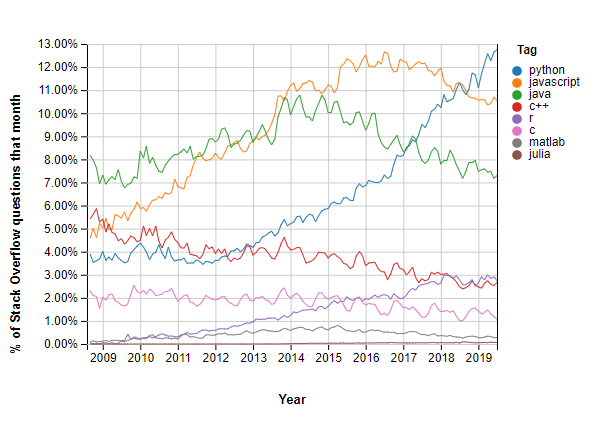 13.00%
12.00%
11.00%
10.00%
9.00%
8.00%
7.00%
6.00%
5.00%
4.00%
3.00%
2.00%
1.00%
0.00%
% of Stack Overflow questions that month
2009 2010 2011 2012 2013 2014 2015 2016 2017 2018 2019
Year
Tag
python
javascript
java
c++
r
c
matlab
julia